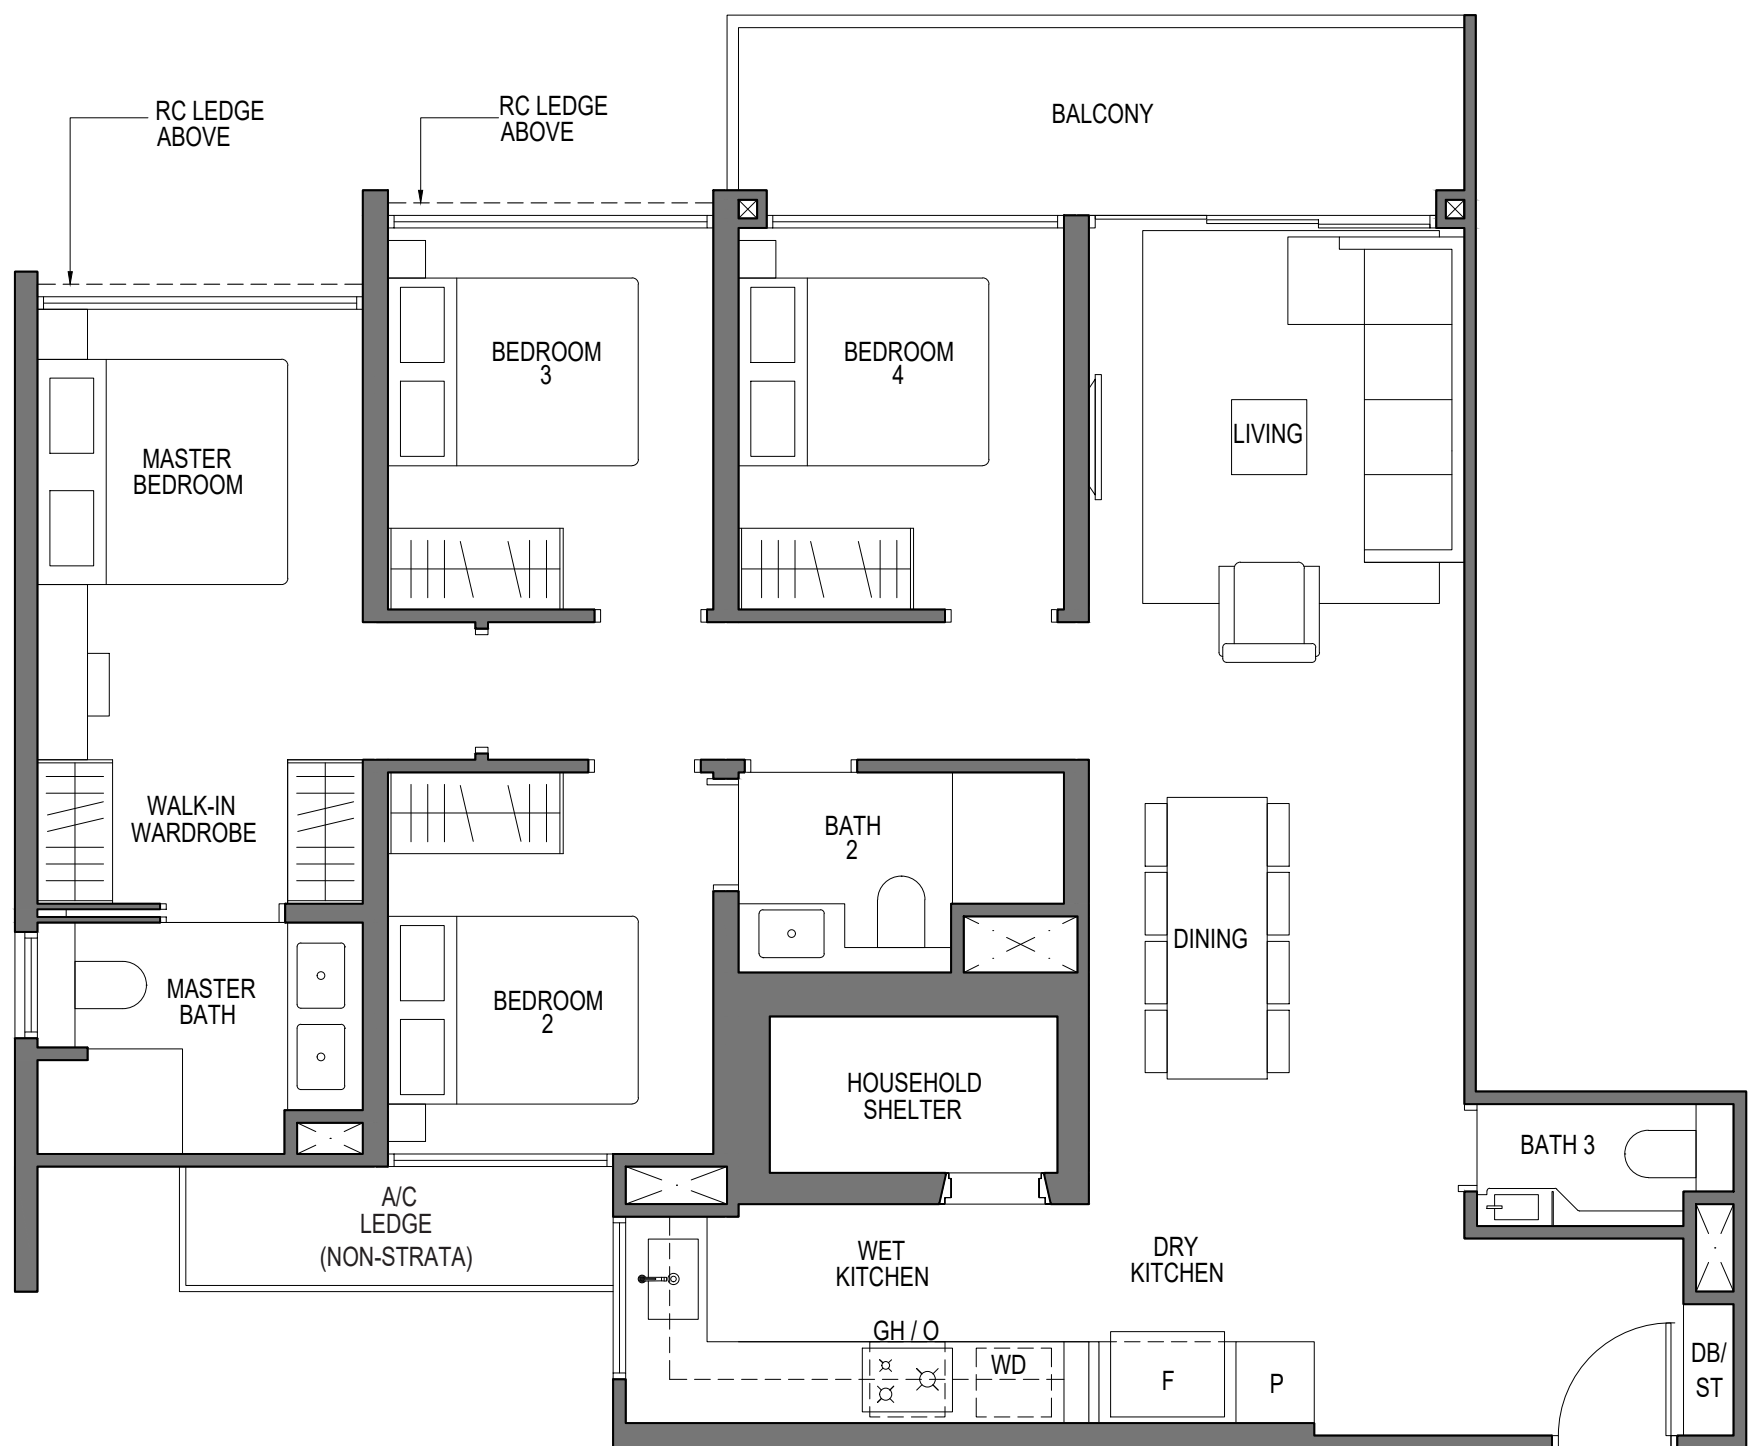 RC LEDGE
ABOVE
RC LEDGE
ABOVE
BALCONY
BEDROOM
3
BEDROOM
4
LIVING
MASTER
BEDROOM
WALK-IN
WARDROBE
BATH
2
DINING
MASTER
BATH
BEDROOM
2
HOUSEHOLD
SHELTER
BATH 3
A/C
LEDGE
(NON-STRATA)
WET
KITCHEN
DRY
KITCHEN
GH / O
WD
F
P
DB/
ST